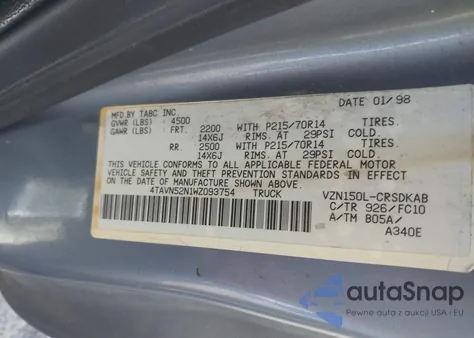 DATE 01/98
MFD.BY TABC INC.
GVWR (LBS) 4500
GAWR (LBS) FRT. 2200 WITH P215/70R14 TIRES.
14X6J RIMS. AT 29PSI COLD.
RR. 2500 WITH P215/70R14 TIRES.
14X6J RIMS. AT 29PSI COLD.
THIS VEHICLE CONFORMS TO ALL APPLICABLE FEDERAL MOTOR
VEHICLE SAFETY AND THEFT PREVENTION STANDARDS IN EFFECT
ON THE DATE OF MANUFACTURE SHOWN ABOVE.
4TAVN52N1WZ093754 TRUCK VZN150L-CRSDKAB
C/TR 926/FC10
A/TM B05A/
A340E
autoSnap
Pewne auta z aukcji USA i EU